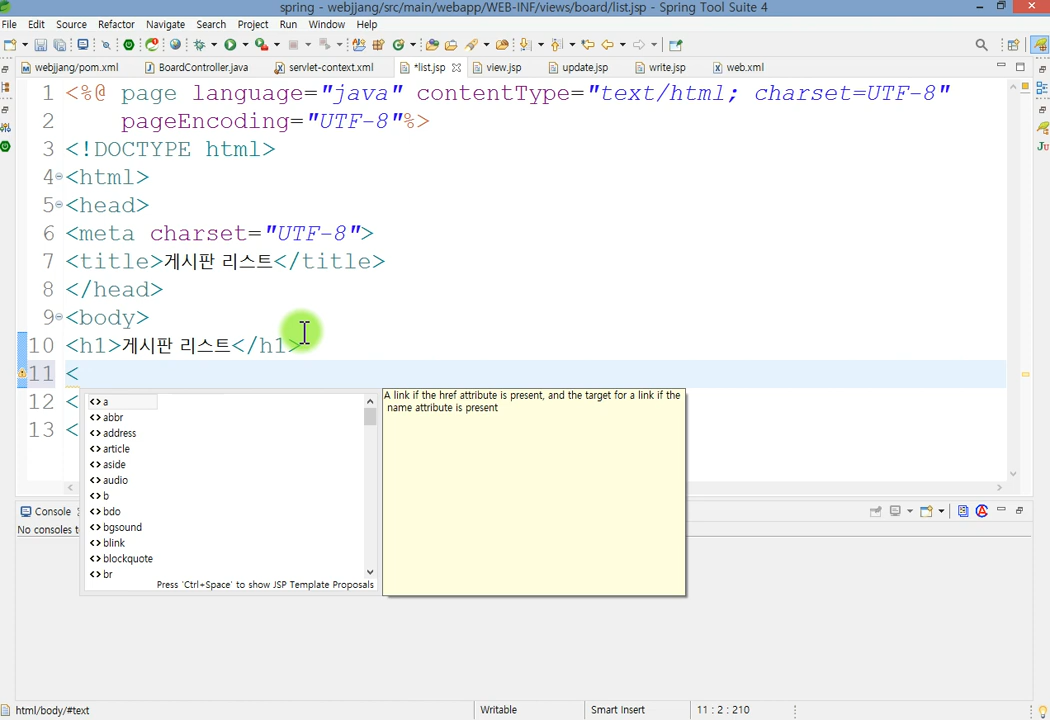 spring - webjjang/src/main/webapp/WEB-INF/views/board/list.jsp - Spring Tool Suite 4
File Edit Source Refactor Navigate Search Project Run Window Help
webjjang/pom.xml BoardController.java servlet-context.xml *list.jsp view.jsp update.jsp write.jsp web.xml
1 <%@ page language="java" contentType="text/html; charset=UTF-8"
2 pageEncoding="UTF-8"%>
3 <!DOCTYPE html>
4 <html>
5 <head>
6 <meta charset="UTF-8">
7 <title>게시판 리스트</title>
8 </head>
9 <body>
10 <h1>게시판 리스트</h1>
11 <
12 <
13 <
<> a
<> abbr
<> address
<> article
<> aside
<> audio
<> b
<> bdo
<> bgsound
<> blink
<> blockquote
<> br
Press 'Ctrl+Space' to show JSP Template Proposals
A link if the href attribute is present, and the target for a link if the
name attribute is present
Console
No consoles t
html/body/#text Writable Smart Insert 11 : 2 : 210